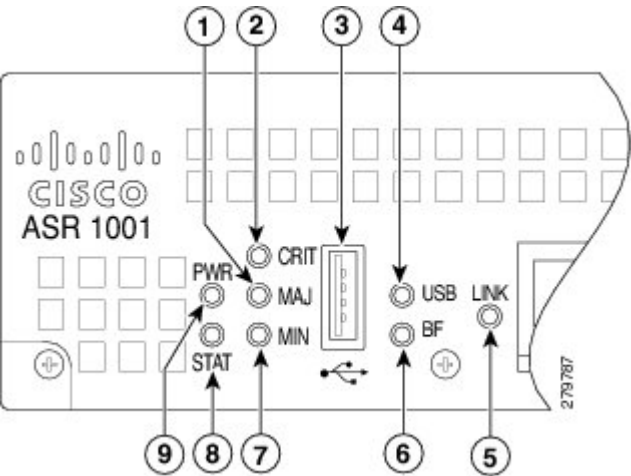 1 2 3 4
CISCO
ASR 1001
CRIT
PWR
MAJ
USB LINK
MIN
BF
STAT
279787
9 8 7 6 5